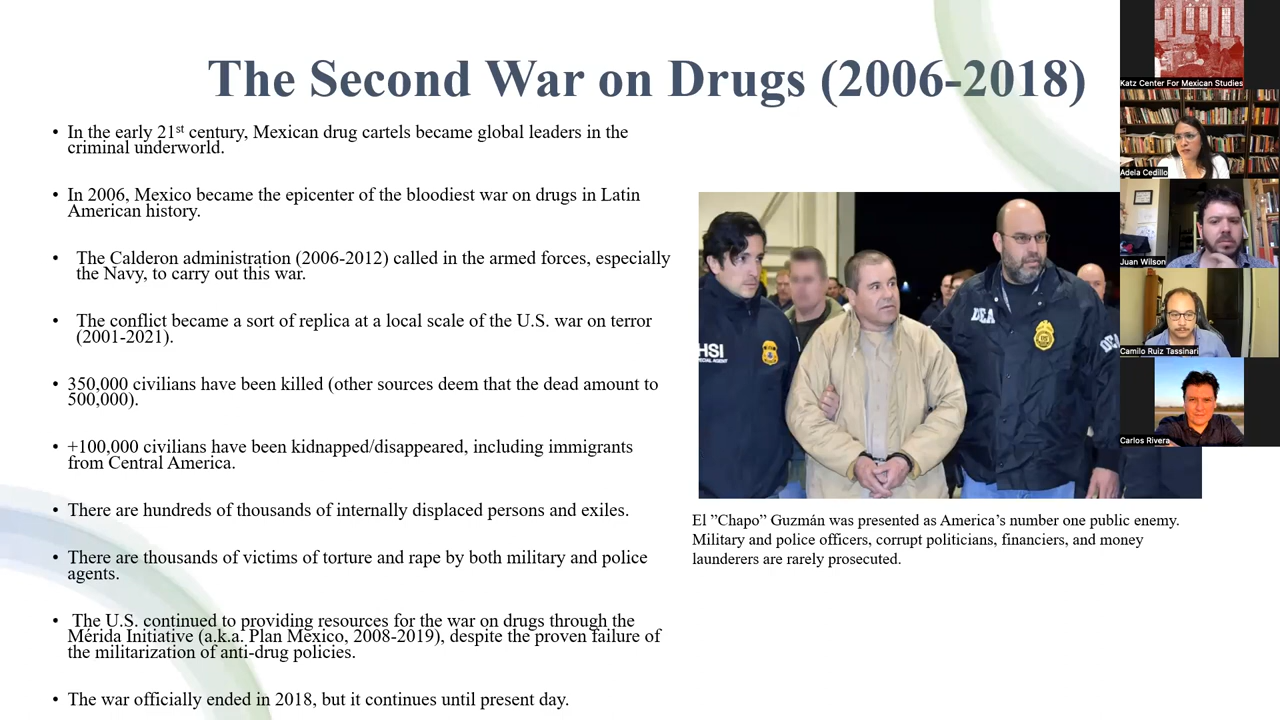 The Second War on Drugs (2006-2018)
• In the early 21st century, Mexican drug cartels became global leaders in the
criminal underworld.
• In 2006, Mexico became the epicenter of the bloodiest war on drugs in Latin
American history.
• The Calderon administration (2006-2012) called in the armed forces, especially
the Navy, to carry out this war.
• The conflict became a sort of replica at a local scale of the U.S. war on terror
(2001-2021).
• 350,000 civilians have been killed (other sources deem that the dead amount to
500,000).
• +100,000 civilians have been kidnapped/disappeared, including immigrants
from Central America.
• There are hundreds of thousands of internally displaced persons and exiles.
• There are thousands of victims of torture and rape by both military and police
agents.
• The U.S. continued to providing resources for the war on drugs through the
Mérida Initiative (a.k.a. Plan Mexico, 2008-2019), despite the proven failure of
the militarization of anti-drug policies.
• The war officially ended in 2018, but it continues until present day.
HSI
SPECIAL AGENT
DEA
DEA
El ”Chapo” Guzmán was presented as America’s number one public enemy.
Military and police officers, corrupt politicians, financiers, and money
launderers are rarely prosecuted.
Katz Center For Mexican Studies
Adela Cedillo
Juan Wilson
Camilo Ruiz Tassinari
Carlos Rivera